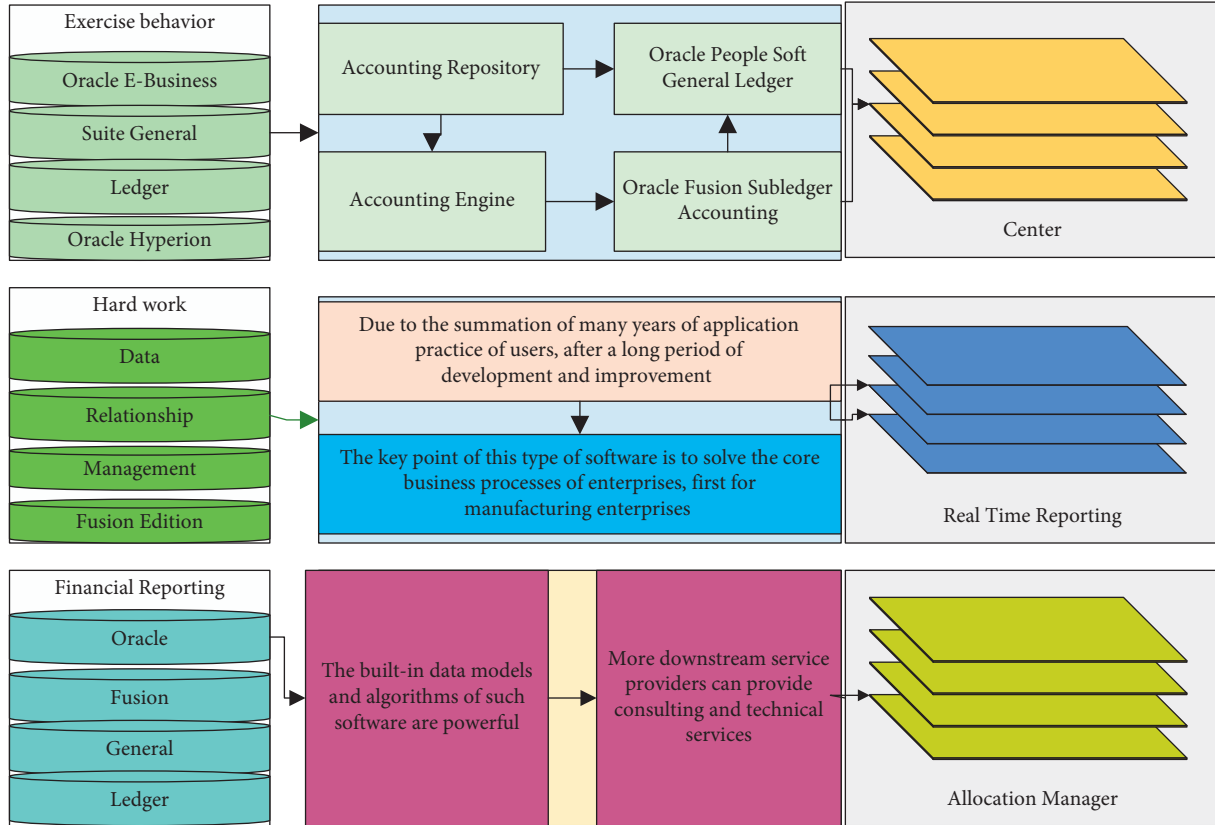 Exercise behavior
Oracle E-Business
Suite General
Ledger
Oracle Hyperion
Accounting Repository
Oracle People Soft
General Ledger
Accounting Engine
Oracle Fusion Subledger
Accounting
Center
Hard work
Data
Relationship
Management
Fusion Edition
Due to the summation of many years of application
practice of users, after a long period of
development and improvement
The key point of this type of software is to solve the core
business processes of enterprises, first for
manufacturing enterprises
Real Time Reporting
Financial Reporting
Oracle
Fusion
General
Ledger
The built-in data models
and algorithms of such
software are powerful
More downstream service
providers can provide
consulting and technical
services
Allocation Manager